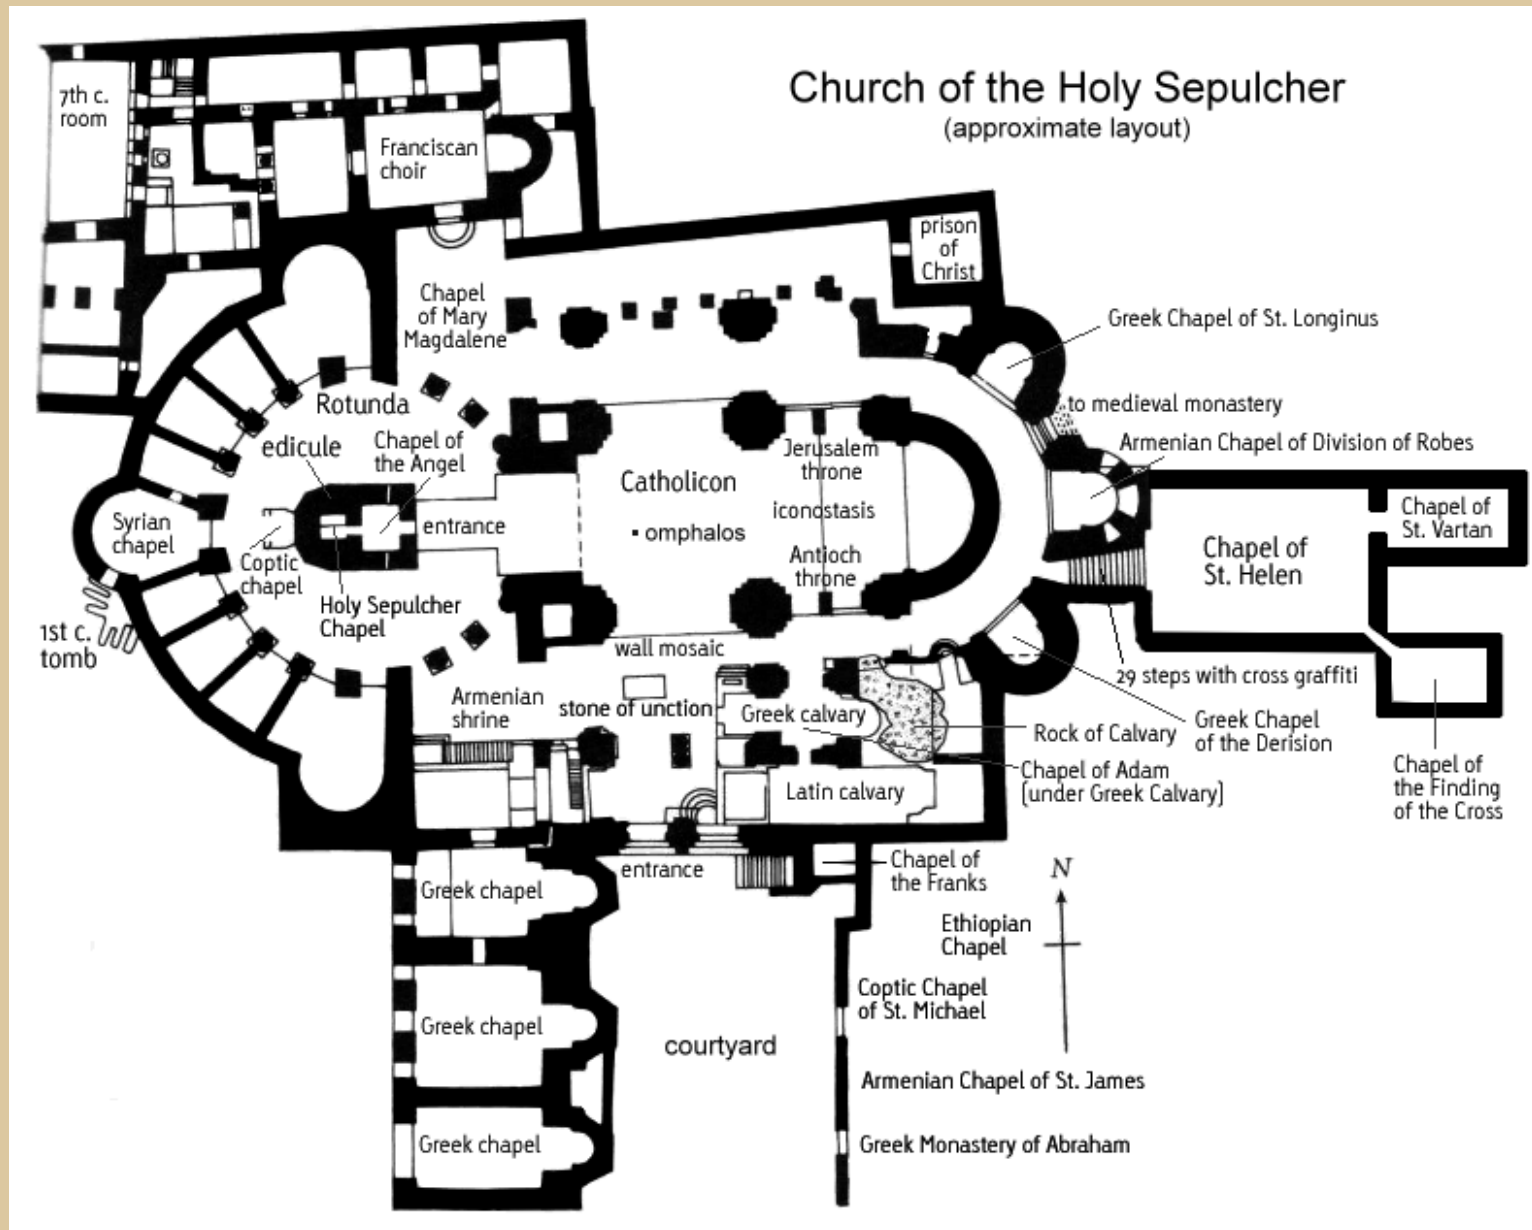 Church of the Holy Sepulcher
(approximate layout)
7th c.
room
Franciscan
choir
prison
of
Christ
Chapel
of Mary
Magdalene
Greek Chapel of St. Longinus
to medieval monastery
Rotunda
edicule
Chapel of
the Angel
Jerusalem
throne
Armenian Chapel of Division of Robes
Catholicon
Syrian
chapel
entrance
iconostasis
omphalos
Chapel of
St. Vartan
Chapel of
St. Helen
Coptic
chapel
Antioch
throne
Holy Sepulcher
Chapel
1st c.
tomb
wall mosaic
29 steps with cross graffiti
Armenian
shrine
stone of unction
Greek calvary
Rock of Calvary
Greek Chapel
of the Derision
Chapel of Adam
(under Greek Calvary)
Latin calvary
Chapel of
the Finding
of the Cross
entrance
Chapel of
the Franks
N
Greek chapel
Ethiopian
Chapel
Coptic Chapel
of St. Michael
Greek chapel
courtyard
Armenian Chapel of St. James
Greek chapel
Greek Monastery of Abraham